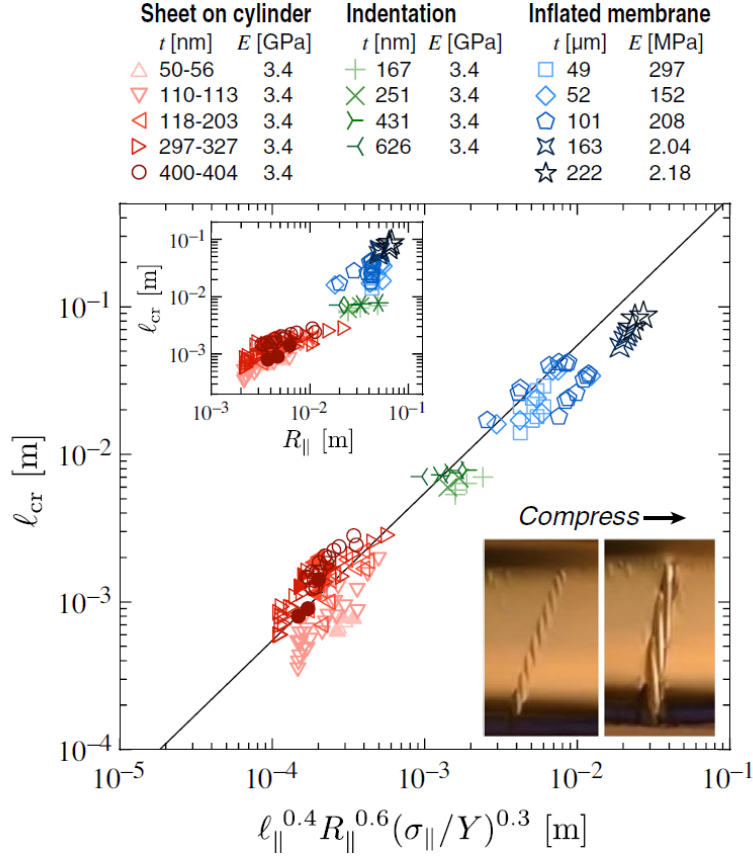 Sheet on cylinder Indentation Inflated membrane
t [nm] E [GPa] t [nm] E [GPa] t [µm] E [MPa]
50-56 3.4 167 3.4 49 297
110-113 3.4 251 3.4 52 152
118-203 3.4 431 3.4 101 208
297-327 3.4 626 3.4 163 2.04
400-404 3.4 222 2.18
10⁻¹
10⁻²
10⁻³
ℓcr [m]
10⁻³ 10⁻² 10⁻¹
R∥ [m]
10⁻¹
10⁻²
10⁻³
10⁻⁴
ℓcr [m]
Compress
10⁻⁵ 10⁻⁴ 10⁻³ 10⁻² 10⁻¹
ℓ∥^0.4 R∥^0.6 (σ∥/Y)^0.3 [m]